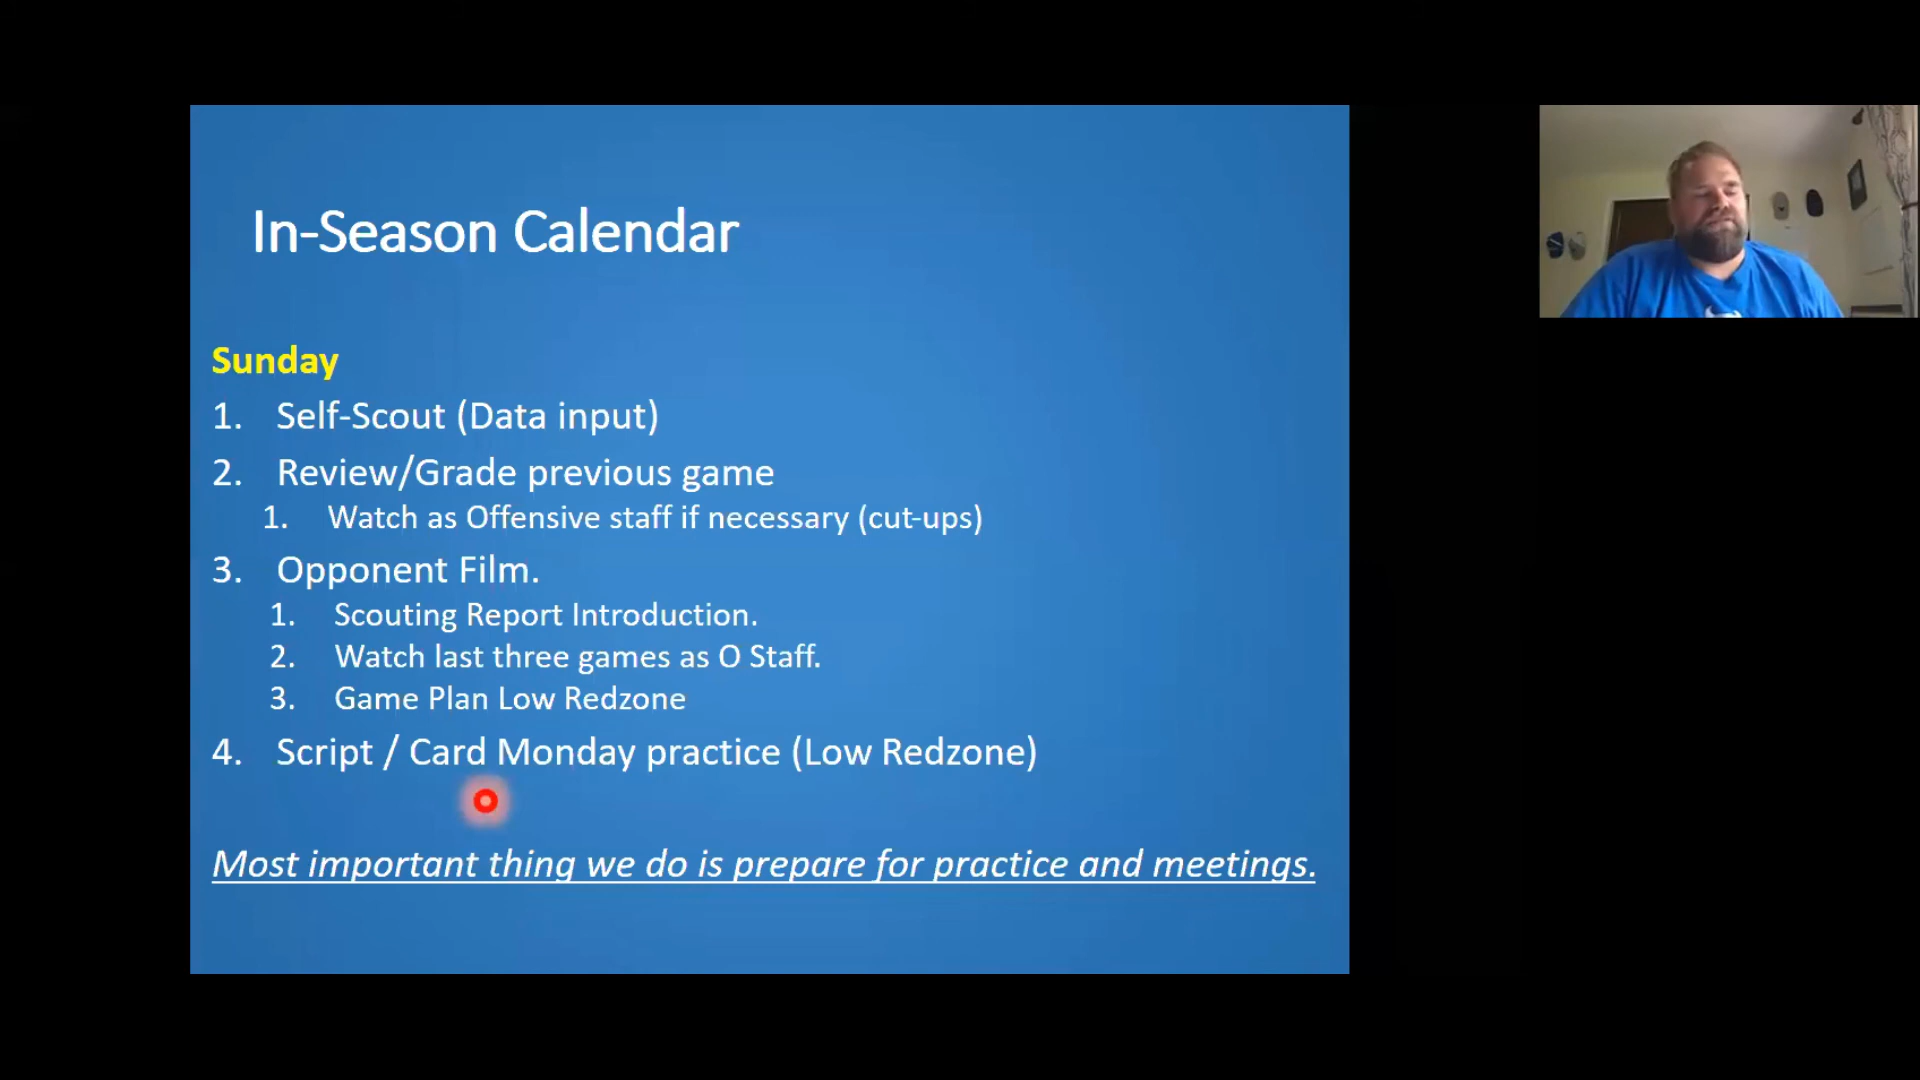 In-Season Calendar
Sunday
1. Self-Scout (Data input)
2. Review/Grade previous game
1. Watch as Offensive staff if necessary (cut-ups)
3. Opponent Film.
1. Scouting Report Introduction.
2. Watch last three games as O Staff.
3. Game Plan Low Redzone
4. Script / Card Monday practice (Low Redzone)
Most important thing we do is prepare for practice and meetings.